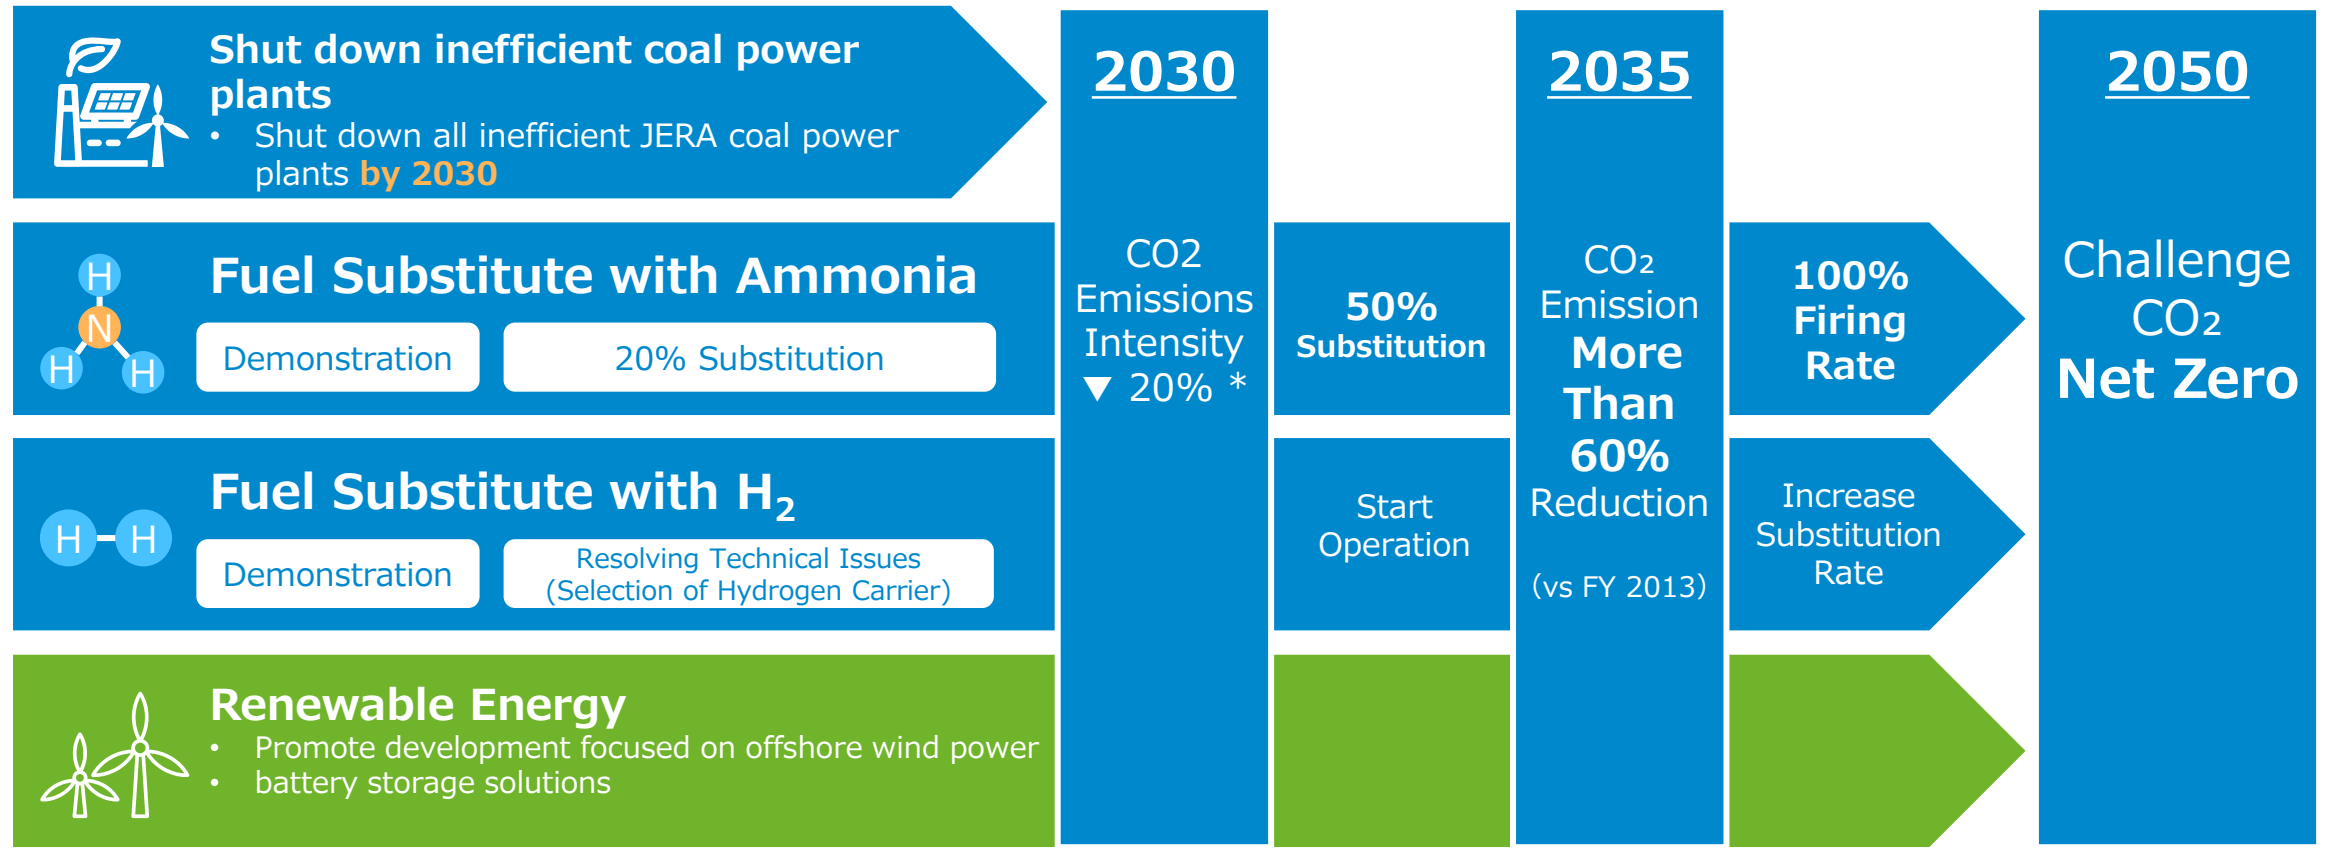 Shut down inefficient coal power
plants
• Shut down all inefficient JERA coal power
plants by 2030
H
N
H
H
Fuel Substitute with Ammonia
Demonstration
20% Substitution
H
H
Fuel Substitute with H₂
Demonstration
Resolving Technical Issues
(Selection of Hydrogen Carrier)
Renewable Energy
• Promote development focused on offshore wind power
• battery storage solutions
2030
CO2
Emissions
Intensity
▼ 20% *
50%
Substitution
Start
Operation
2035
CO₂
Emission
More
Than
60%
Reduction
(vs FY 2013)
100%
Firing
Rate
Increase
Substitution
Rate
2050
Challenge
CO₂
Net Zero